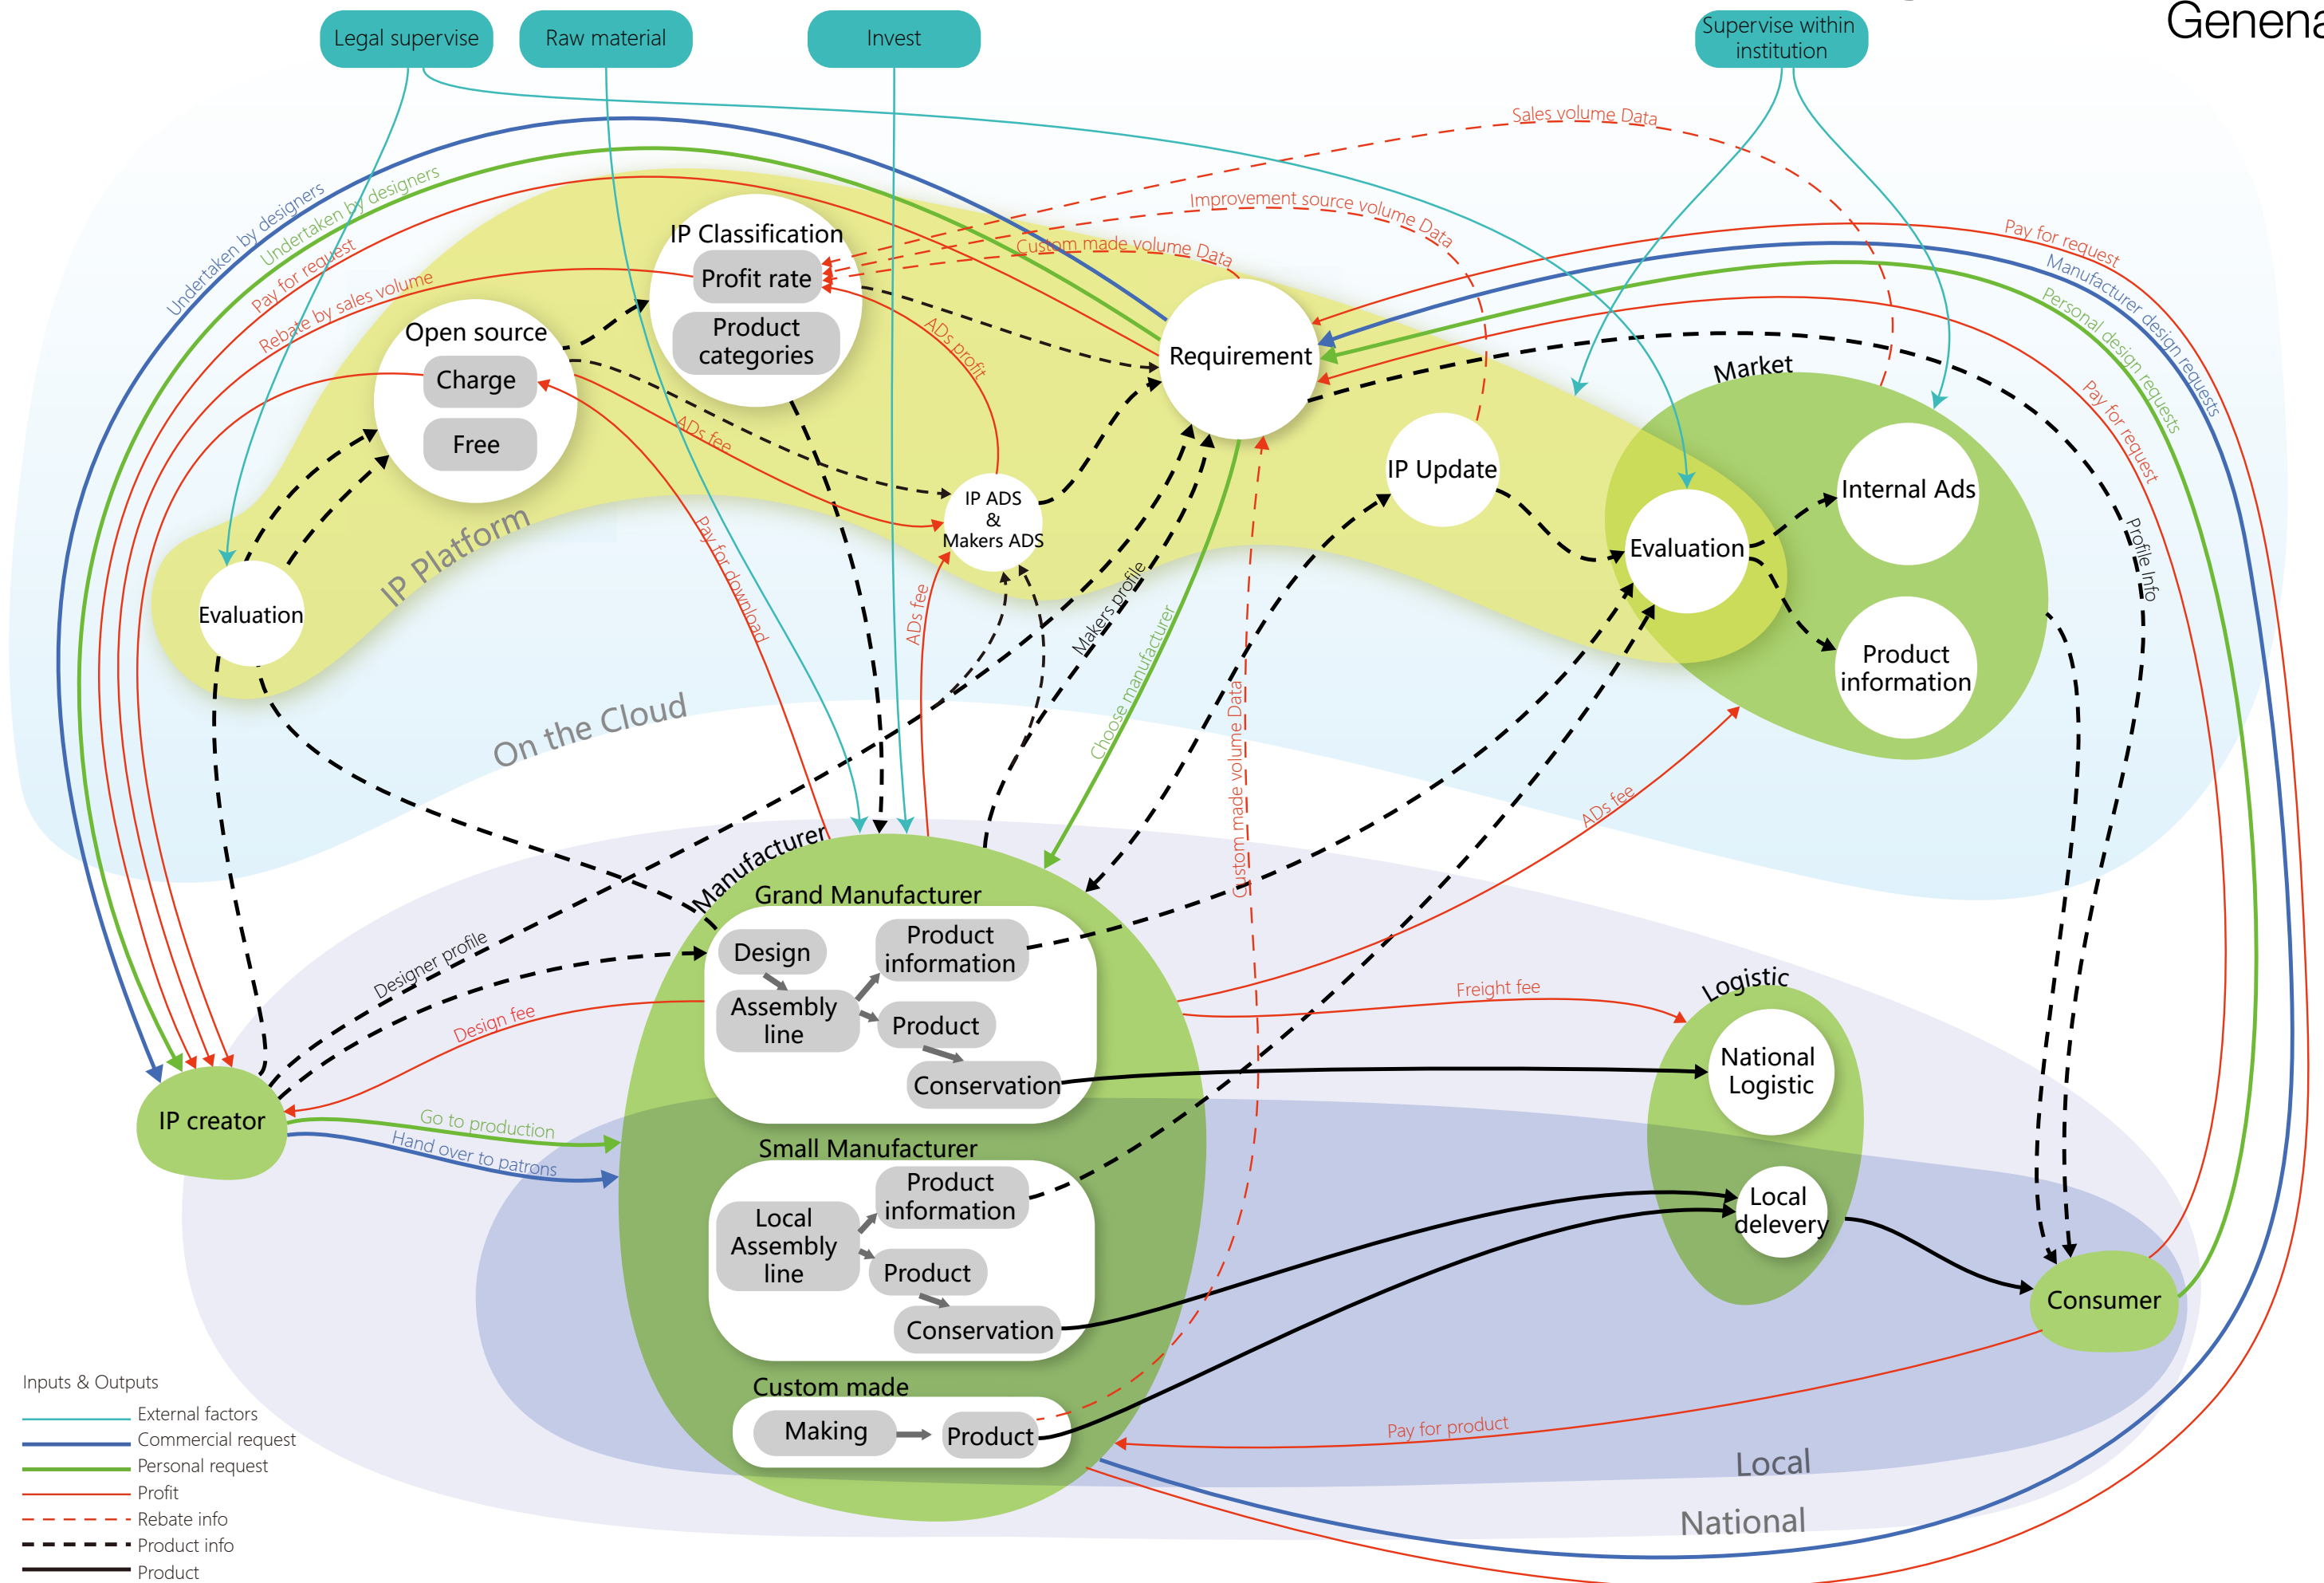 Genena
Legal supervise
Raw material
Invest
Supervise within
institution
Sales volume Data
Improvement source volume Data
Custom made volume Data
Undertaken by designers
Undertaken by designers
Pay for request
Rebate by sales volume
Pay for request
Manufacturer design requests
Personal design requests
Pay for request
IP Classification
Profit rate
Product
categories
Open source
Charge
Free
ADs profit
ADs fee
Requirement
Market
IP Update
Internal Ads
IP ADS
&
Makers ADS
Evaluation
Product
information
Profile Info
IP Platform
Evaluation
Pay for download
ADs fee
Makers profile
Choose manufacturer
Custom made volume Data
On the Cloud
ADs fee
Manufacturer
Grand Manufacturer
Design
Product
information
Assembly
line
Product
Conservation
Designer profile
Design fee
Freight fee
Logistic
National
Logistic
IP creator
Go to production
Hand over to patrons
Small Manufacturer
Product
information
Local
Assembly
line
Product
Conservation
Local
delevery
Consumer
Custom made
Making
Product
Pay for product
Local
National
Inputs & Outputs
External factors
Commercial request
Personal request
Profit
Rebate info
Product info
Product